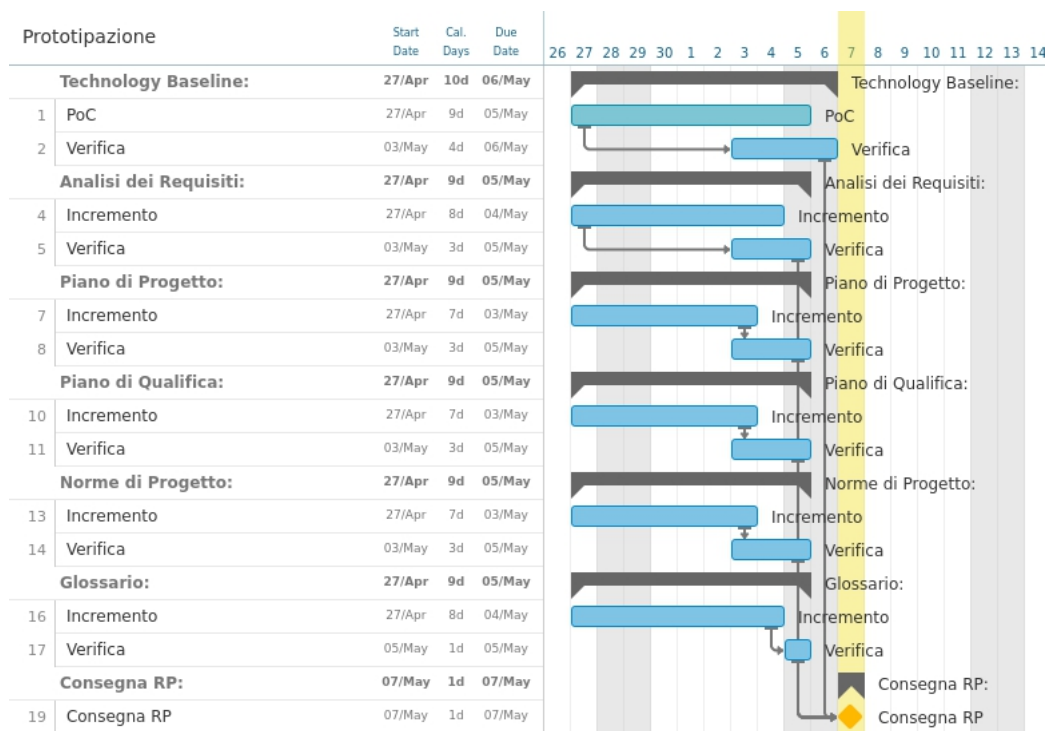 Prototipazione Start Date Cal. Days Due Date 26 27 28 29 30 1 2 3 4 5 6 7 8 9 10 11 12 13 14
Technology Baseline: 27/Apr 10d 06/May Technology Baseline:
1 PoC 27/Apr 9d 05/May PoC
2 Verifica 03/May 4d 06/May Verifica
Analisi dei Requisiti: 27/Apr 9d 05/May Analisi dei Requisiti:
4 Incremento 27/Apr 8d 04/May Incremento
5 Verifica 03/May 3d 05/May Verifica
Piano di Progetto: 27/Apr 9d 05/May Piano di Progetto:
7 Incremento 27/Apr 7d 03/May Incremento
8 Verifica 03/May 3d 05/May Verifica
Piano di Qualifica: 27/Apr 9d 05/May Piano di Qualifica:
10 Incremento 27/Apr 7d 03/May Incremento
11 Verifica 03/May 3d 05/May Verifica
Norme di Progetto: 27/Apr 9d 05/May Norme di Progetto:
13 Incremento 27/Apr 7d 03/May Incremento
14 Verifica 03/May 3d 05/May Verifica
Glossario: 27/Apr 9d 05/May Glossario:
16 Incremento 27/Apr 8d 04/May Incremento
17 Verifica 05/May 1d 05/May Verifica
Consegna RP: 07/May 1d 07/May Consegna RP:
19 Consegna RP 07/May 1d 07/May Consegna RP